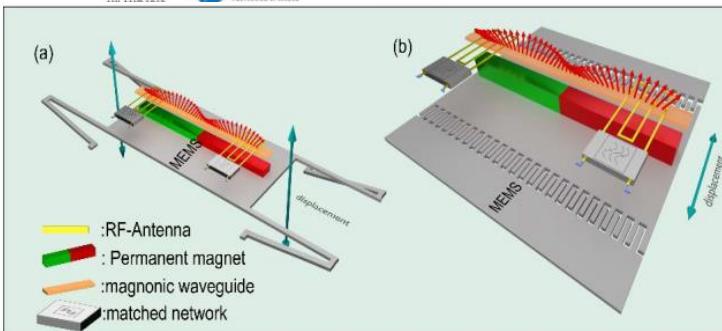 (a)
MEMS
displacement
:RF-Antenna
: Permanent magnet
:magnonic waveguide
:matched network
(b)
MEMS
displacement